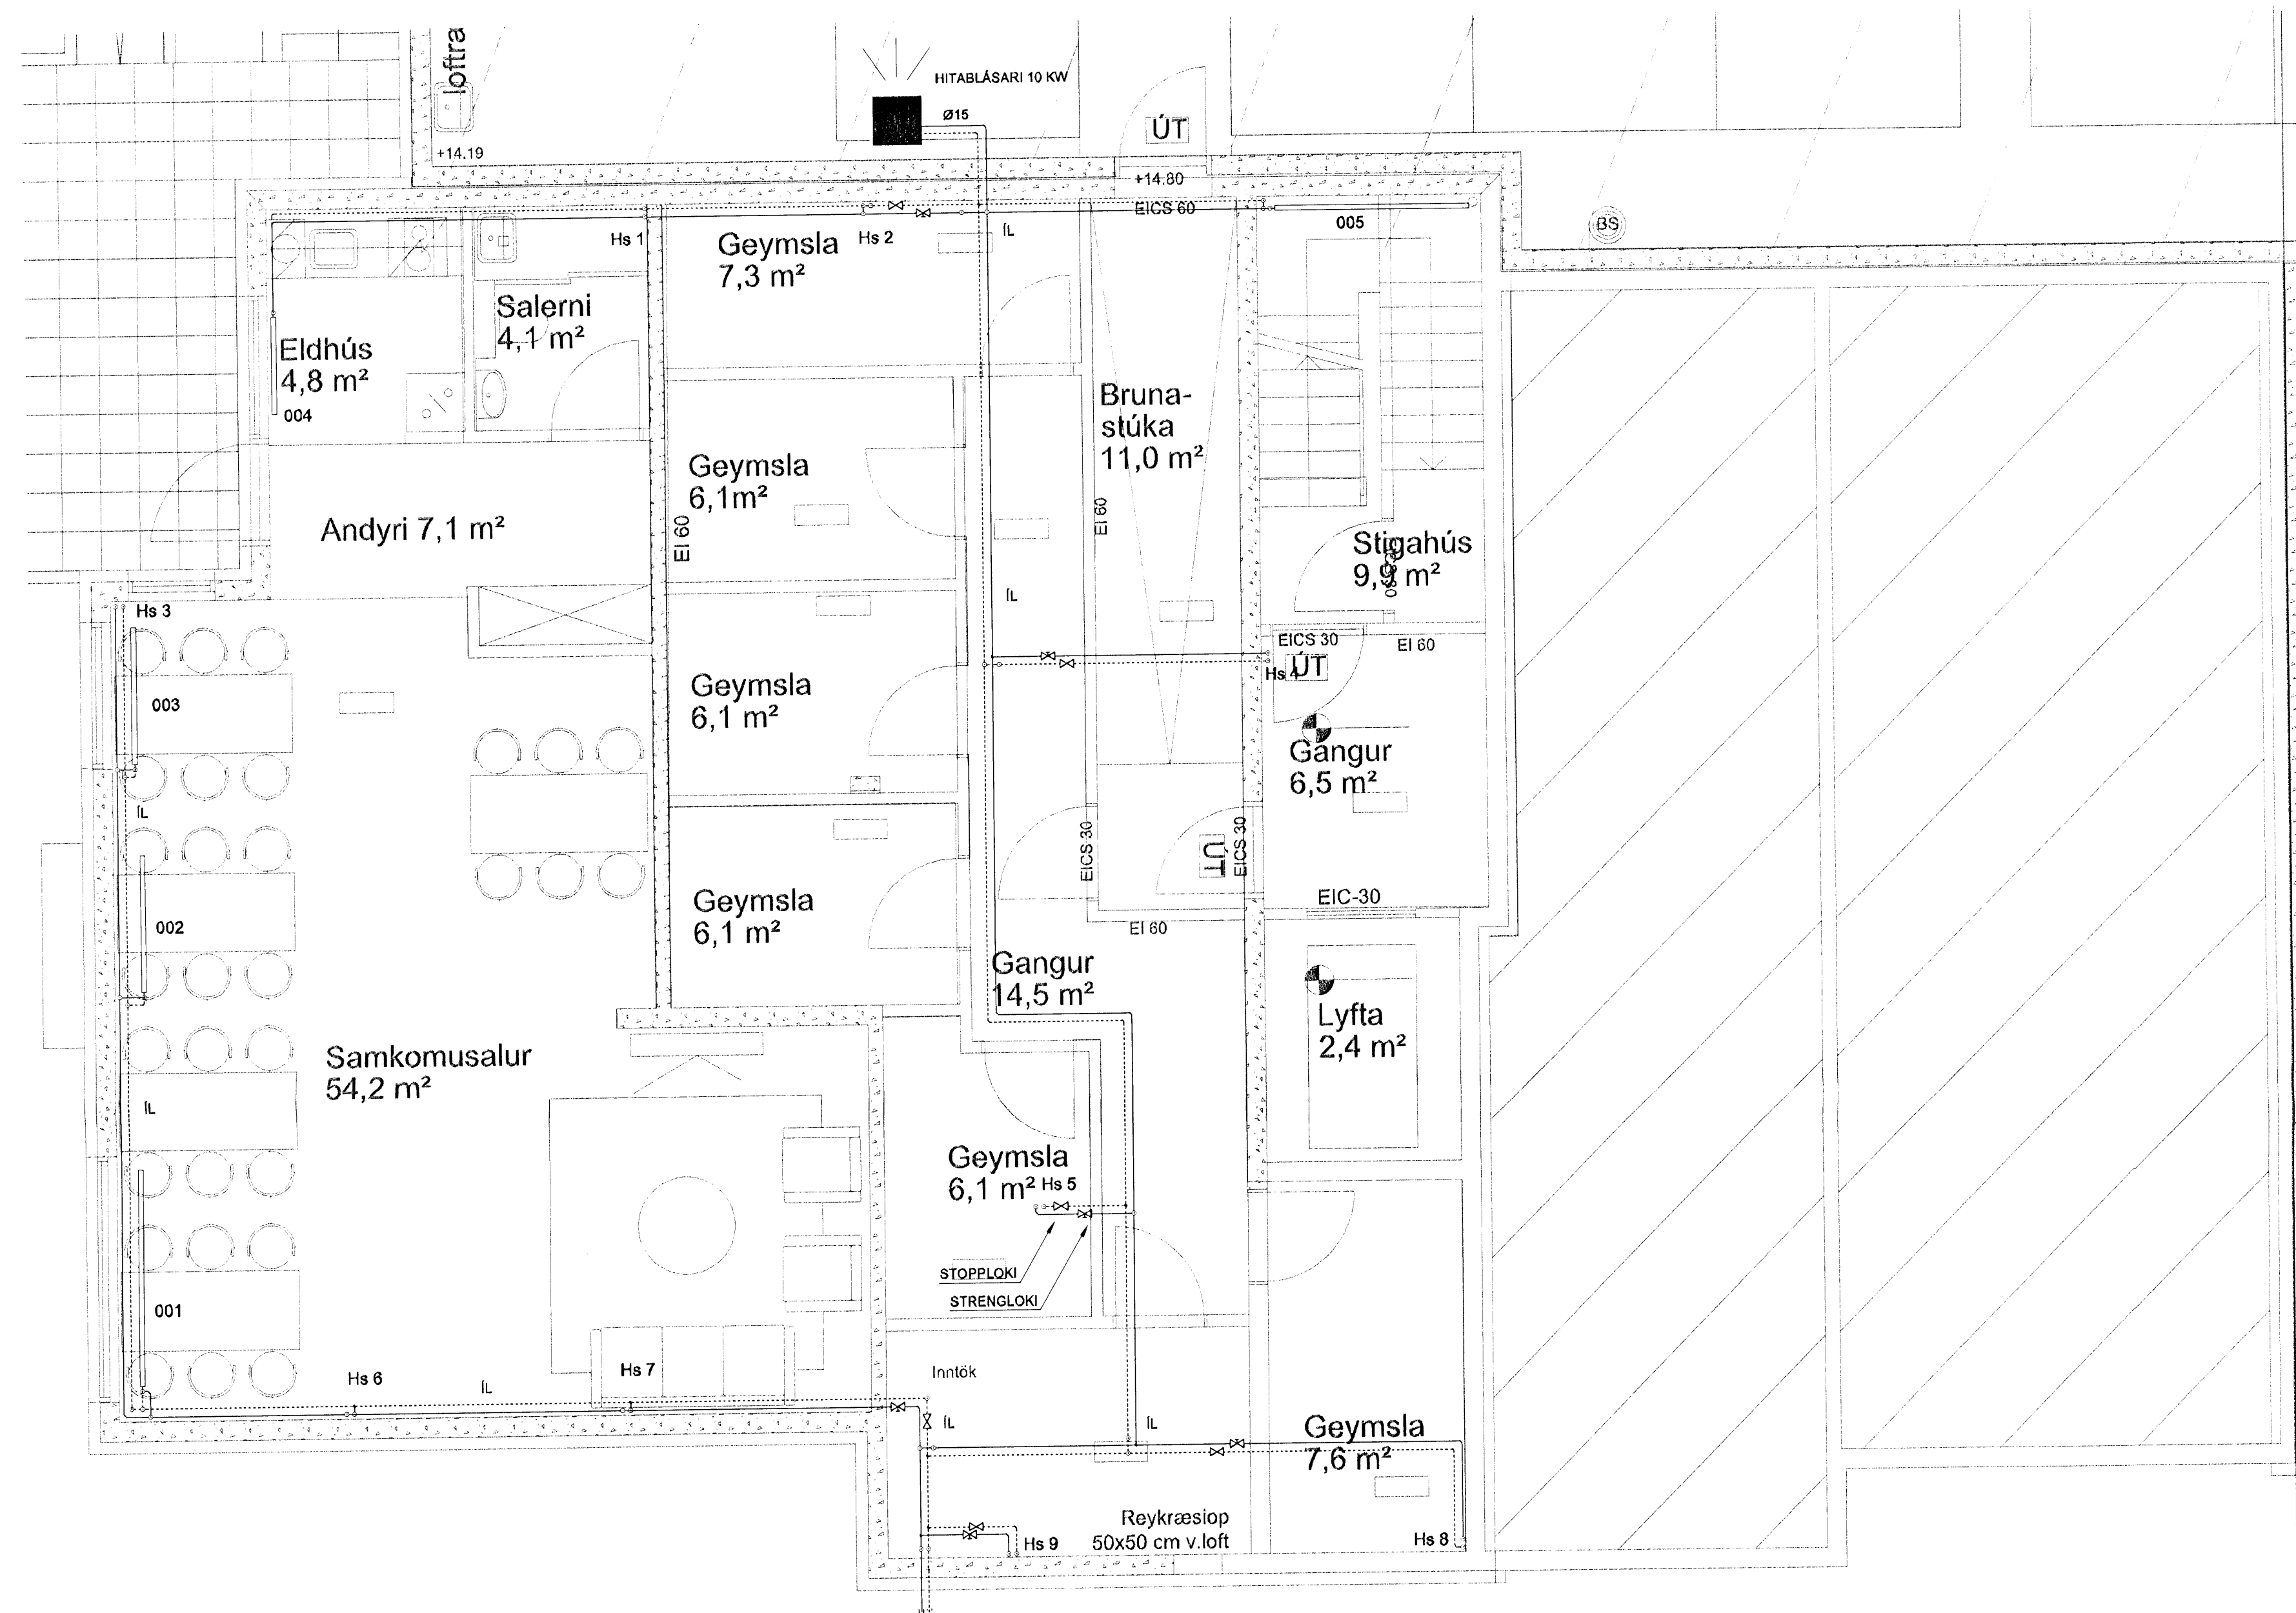 loftra
HITABLÁSARI 10 KW
Ø15
ÚT
+14.19
+14.80
EICS 60
005
BS
Hs 1
Geymsla
7,3 m²
Hs 2
ÍL
Salerni
4,1 m²
Eldhús
4,8 m²
004
Bruna-
stúka
11,0 m²
Geymsla
6,1m²
EI 60
EI 60
Andyri 7,1 m²
Stigahús
9,9 m²
Hs 3
ÍL
EICS 30
EI 60
ÚT
Hs 4
003
Geymsla
6,1 m²
Gangur
6,5 m²
ÍL
EICS 30
ÚT
EICS 30
002
Geymsla
6,1 m²
EIC-30
EI 60
Gangur
14,5 m²
Lyfta
2,4 m²
Samkomusalur
54,2 m²
ÍL
Geymsla
6,1 m² Hs 5
STOPPLOKI
STRENGLOKI
001
Hs 6
ÍL
Hs 7
Inntök
ÍL
ÍL
Geymsla
7,6 m²
Reykræsiop
50x50 cm v.loft
Hs 9
Hs 8